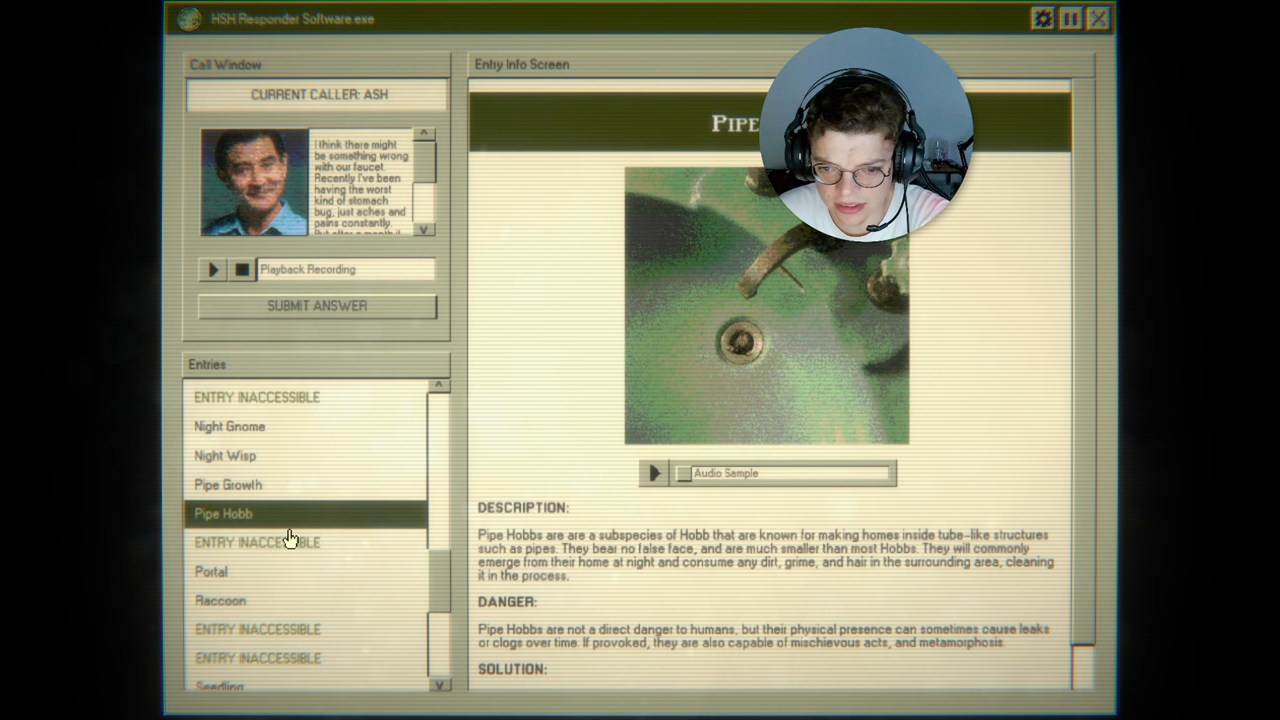 HSH Responder Software.exe
Call Window
CURRENT CALLER: ASH
I think there might
be something wrong
with our faucet.
Recently I've been
having the worst
kind of stomach
bug, just aches and
pains constantly.
But after a month it
Playback Recording
SUBMIT ANSWER
Entries
ENTRY INACCESSIBLE
Night Gnome
Night Wisp
Pipe Growth
Pipe Hobb
ENTRY INACCESSIBLE
Portal
Raccoon
ENTRY INACCESSIBLE
ENTRY INACCESSIBLE
Seedling
Entry Info Screen
PIPE
Audio Sample
DESCRIPTION:
Pipe Hobbs are are a subspecies of Hobb that are known for making homes inside tube-like structures
such as pipes. They bear no false face, and are much smaller than most Hobbs. They will commonly
emerge from their home at night and consume any dirt, grime, and hair in the surrounding area, cleaning
it in the process.
DANGER:
Pipe Hobbs are not a direct danger to humans, but their physical presence can sometimes cause leaks
or clogs over time. If provoked, they are also capable of mischievous acts, and metamorphosis.
SOLUTION: